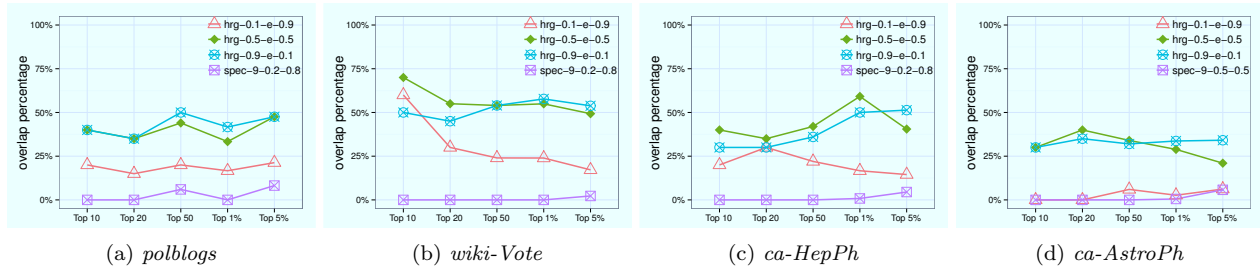 overlap percentage
100%
75%
50%
25%
0%
hrg−0.1−e−0.9
hrg−0.5−e−0.5
hrg−0.9−e−0.1
spec−9−0.2−0.8
Top 10 Top 20 Top 50 Top 1% Top 5%
(a) polblogs
overlap percentage
100%
75%
50%
25%
0%
hrg−0.1−e−0.9
hrg−0.5−e−0.5
hrg−0.9−e−0.1
spec−9−0.2−0.8
Top 10 Top 20 Top 50 Top 1% Top 5%
(b) wiki-Vote
overlap percentage
100%
75%
50%
25%
0%
hrg−0.1−e−0.9
hrg−0.5−e−0.5
hrg−0.9−e−0.1
spec−9−0.2−0.8
Top 10 Top 20 Top 50 Top 1% Top 5%
(c) ca-HepPh
overlap percentage
100%
75%
50%
25%
0%
hrg−0.1−e−0.9
hrg−0.5−e−0.5
hrg−0.9−e−0.1
spec−9−0.5−0.5
Top 10 Top 20 Top 50 Top 1% Top 5%
(d) ca-AstroPh